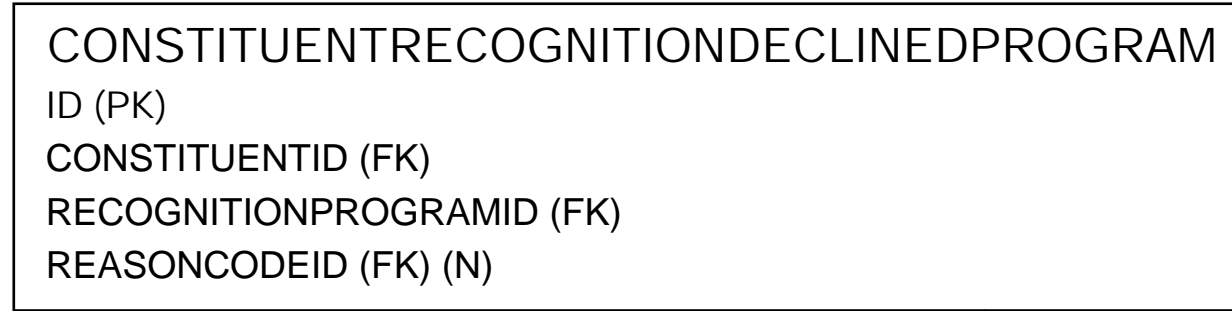 CONSTITUENTRECOGNITIONDECLINEDPROGRAM
ID (PK)
CONSTITUENTID (FK)
RECOGNITIONPROGRAMID (FK)
REASONCODEID (FK) (N)